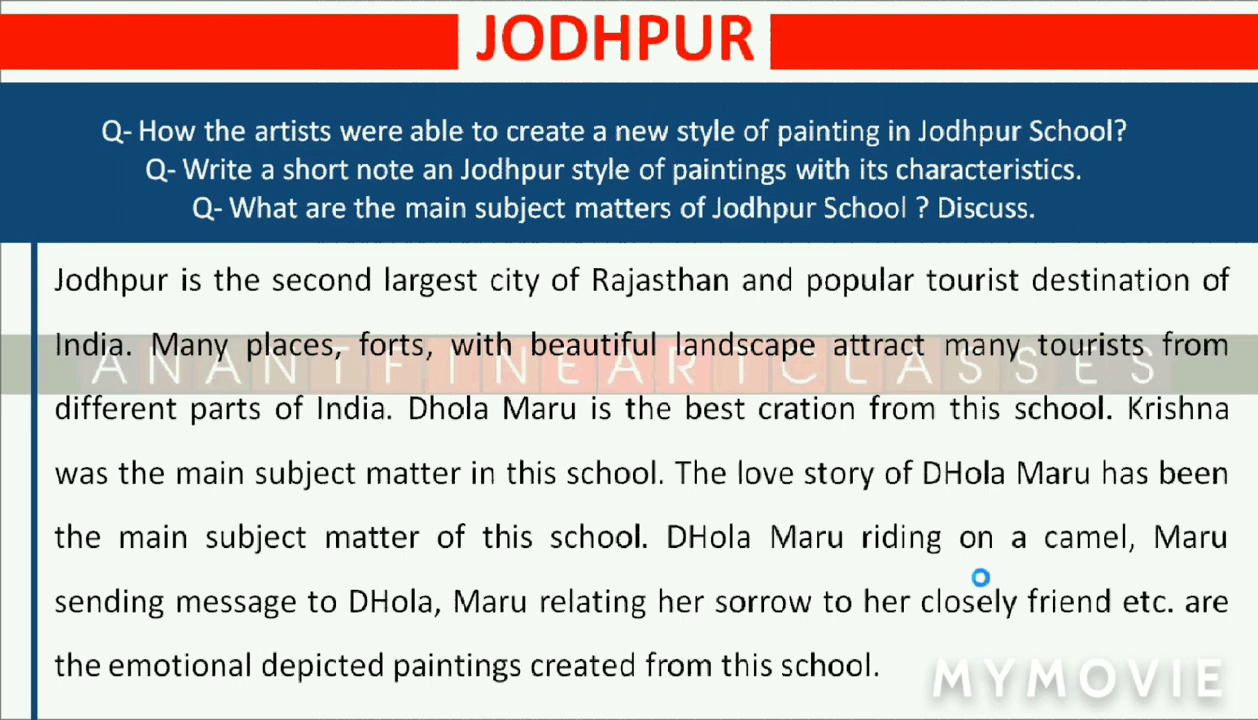 JODHPUR
Q- How the artists were able to create a new style of painting in Jodhpur School?
Q- Write a short note an Jodhpur style of paintings with its characteristics.
Q- What are the main subject matters of Jodhpur School ? Discuss.
Jodhpur is the second largest city of Rajasthan and popular tourist destination of
India. Many places, forts, with beautiful landscape attract many tourists from
ANANTFINEARTCLASSES
different parts of India. Dhola Maru is the best cration from this school. Krishna
was the main subject matter in this school. The love story of DHola Maru has been
the main subject matter of this school. DHola Maru riding on a camel, Maru
sending message to DHola, Maru relating her sorrow to her closely friend etc. are
the emotional depicted paintings created from this school.
MYMOVIE